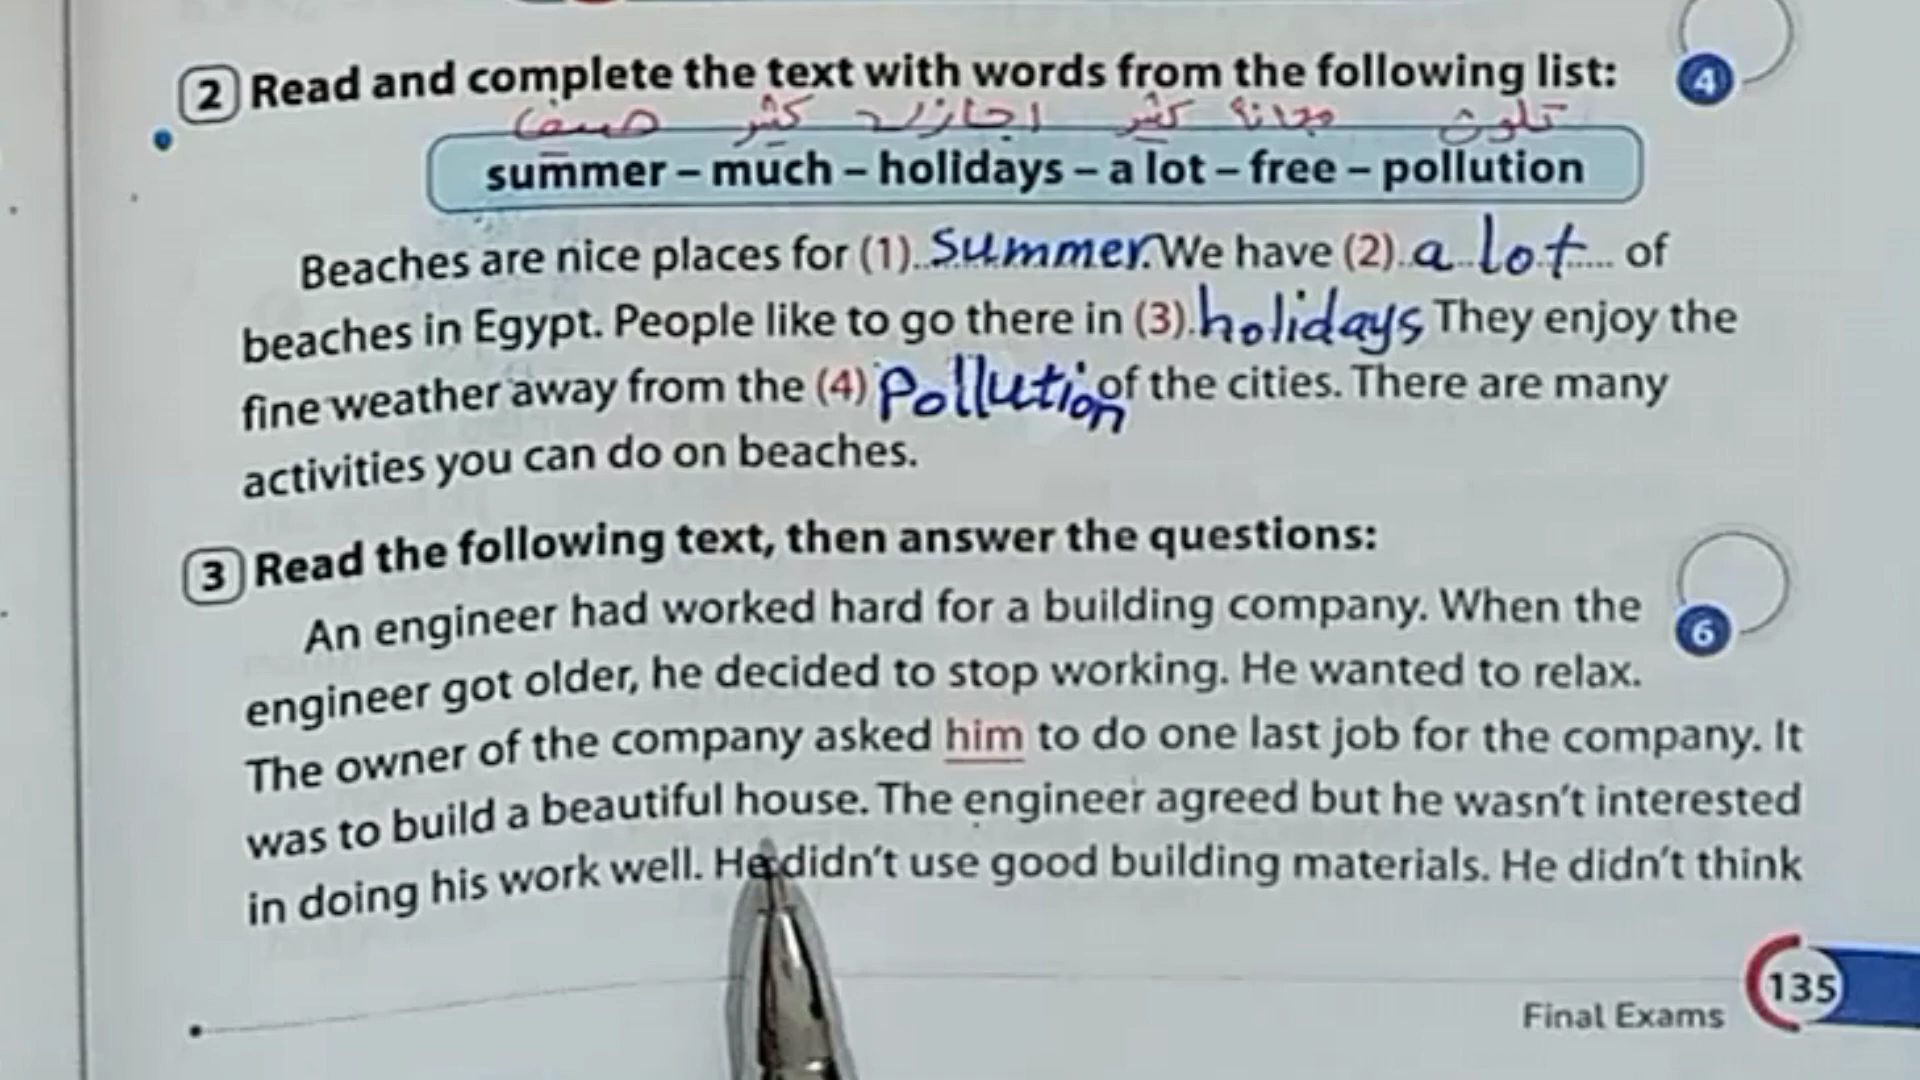 2 Read and complete the text with words from the following list:
4
صيف كثير اجازات كثير مجانا تلوث
summer – much – holidays – a lot – free – pollution
Beaches are nice places for (1) Summer. We have (2) a lot of
beaches in Egypt. People like to go there in (3) holidays They enjoy the
fine weather away from the (4) Pollution of the cities. There are many
activities you can do on beaches.
3 Read the following text, then answer the questions:
6
An engineer had worked hard for a building company. When the
engineer got older, he decided to stop working. He wanted to relax.
The owner of the company asked him to do one last job for the company. It
was to build a beautiful house. The engineer agreed but he wasn't interested
in doing his work well. He didn't use good building materials. He didn't think
Final Exams 135